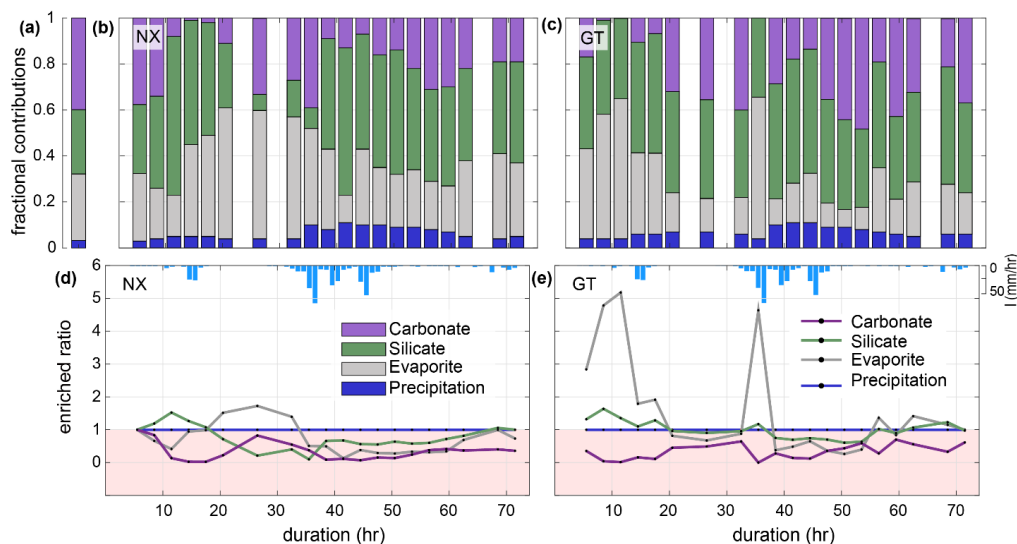 (a)
(b)
NX
(c)
GT
fractional contributions
1
0.8
0.6
0.4
0.2
0
(d)
NX
(e)
GT
enriched ratio
6
5
4
3
2
1
0
Carbonate
Silicate
Evaporite
Precipitation
Carbonate
Silicate
Evaporite
Precipitation
0
50
I (mm/hr)
10 20 30 40 50 60 70
10 20 30 40 50 60 70
duration (hr)
duration (hr)